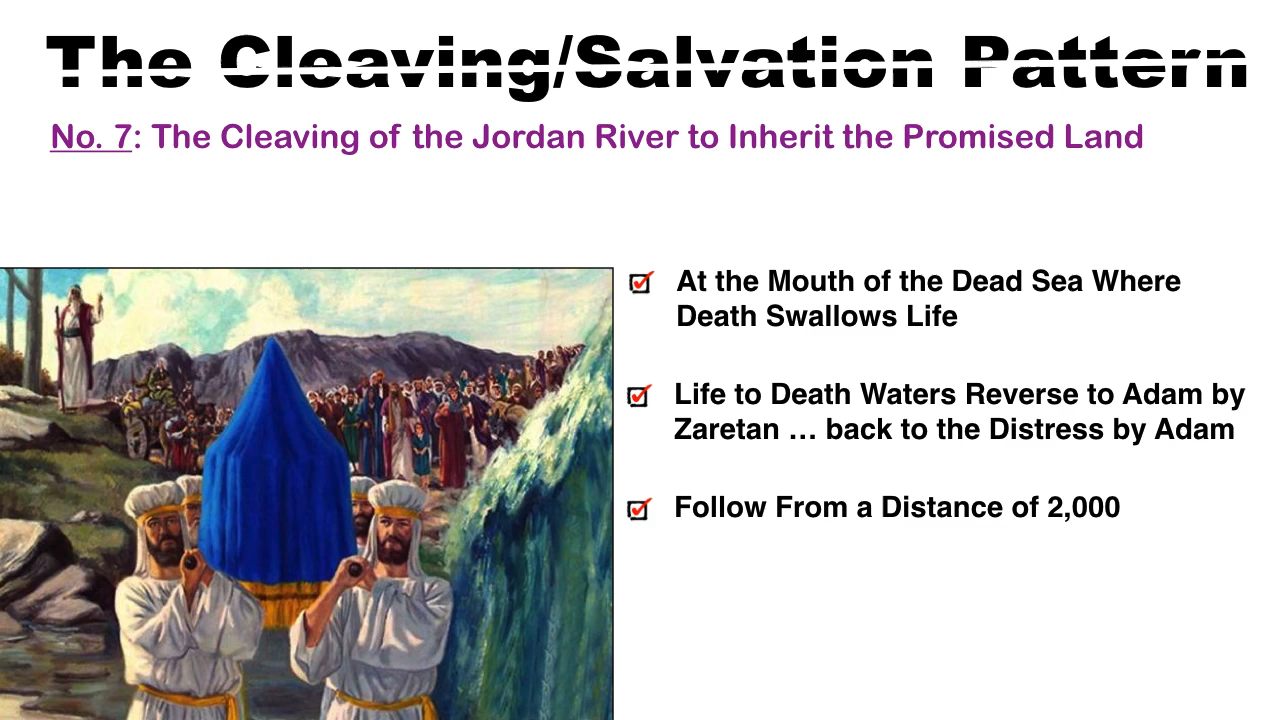 The Cleaving/Salvation Pattern
No. 7: The Cleaving of the Jordan River to Inherit the Promised Land
At the Mouth of the Dead Sea Where
Death Swallows Life
Life to Death Waters Reverse to Adam by
Zaretan … back to the Distress by Adam
Follow From a Distance of 2,000